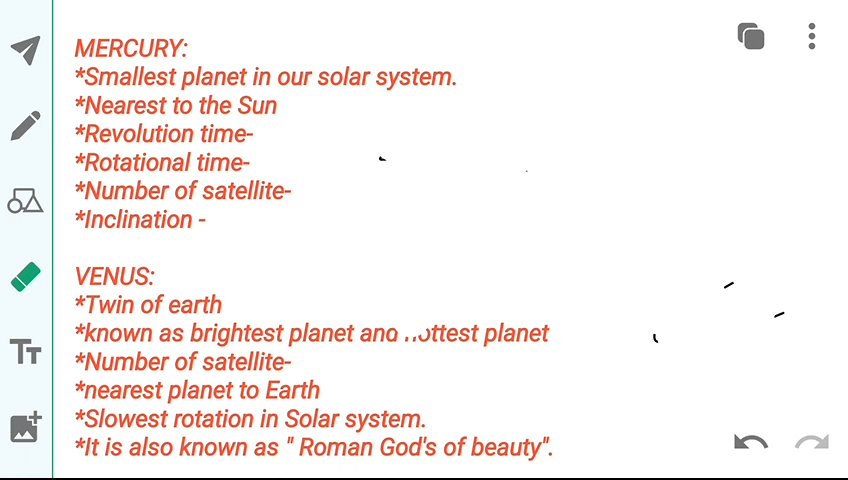 MERCURY:
*Smallest planet in our solar system.
*Nearest to the Sun
*Revolution time-
*Rotational time-
*Number of satellite-
*Inclination -
VENUS:
*Twin of earth
*known as brightest planet and hottest planet
*Number of satellite-
*nearest planet to Earth
*Slowest rotation in Solar system.
*It is also known as " Roman God's of beauty".